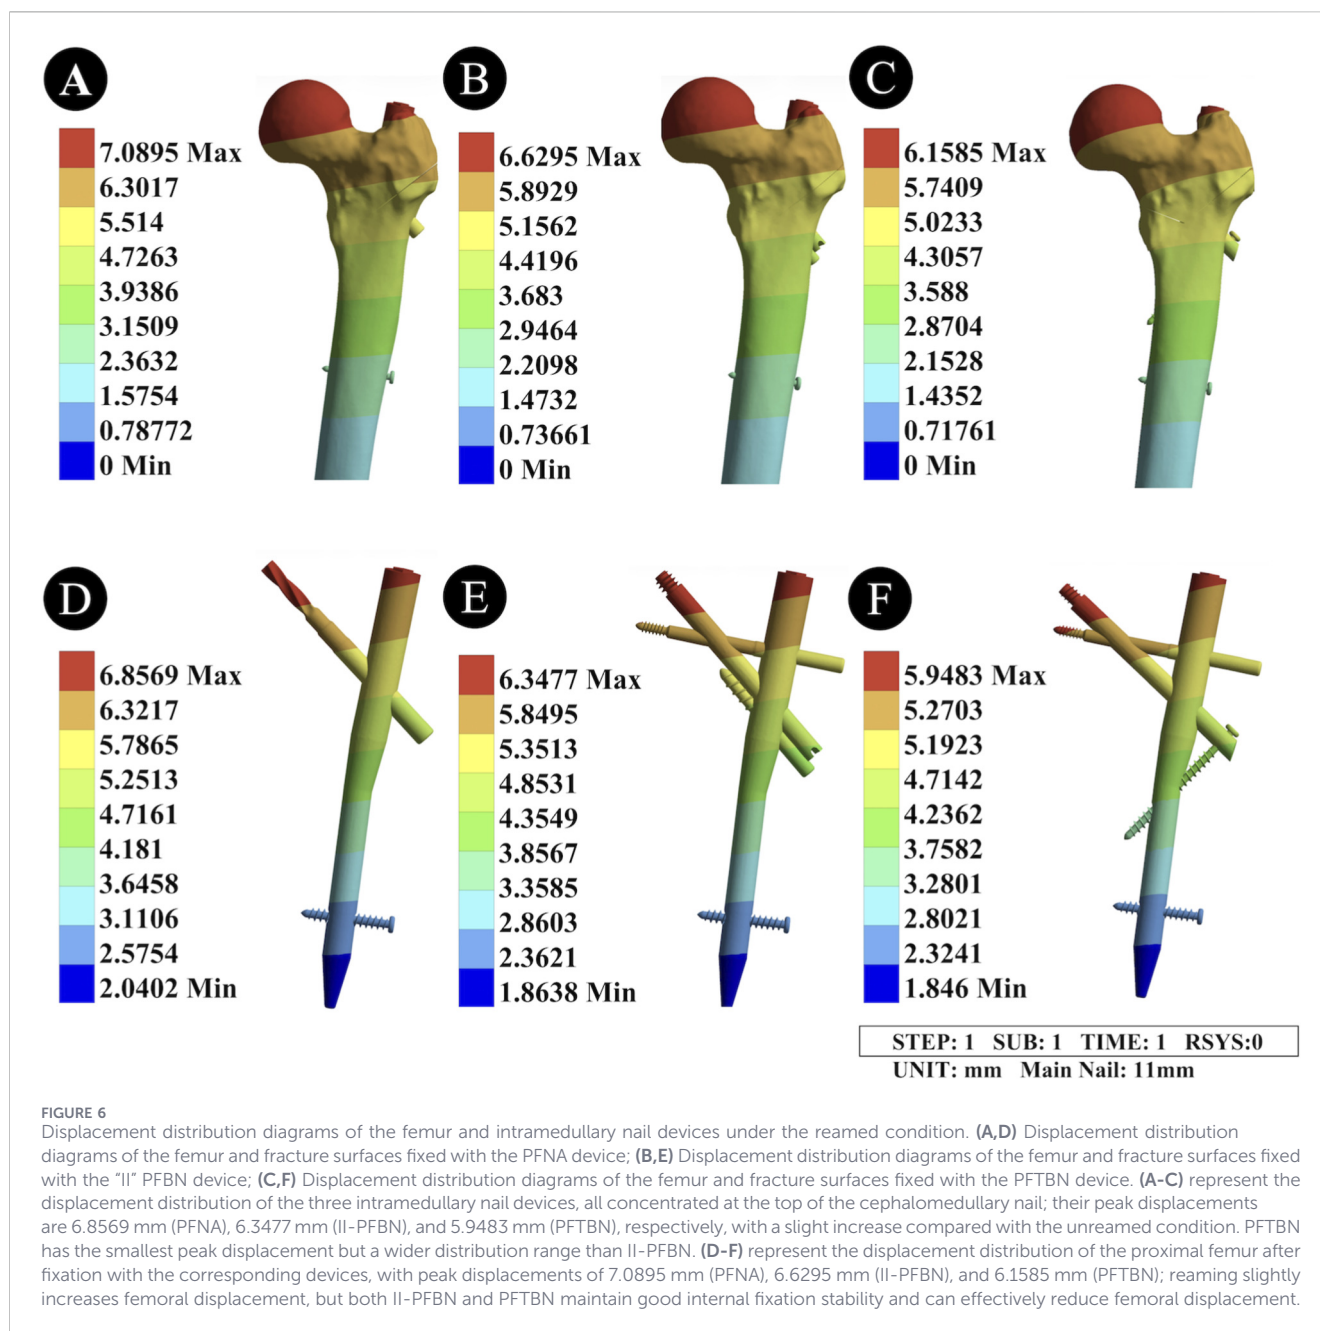 A
7.0895 Max
6.3017
5.514
4.7263
3.9386
3.1509
2.3632
1.5754
0.78772
0 Min
B
6.6295 Max
5.8929
5.1562
4.4196
3.683
2.9464
2.2098
1.4732
0.73661
0 Min
C
6.1585 Max
5.7409
5.0233
4.3057
3.588
2.8704
2.1528
1.4352
0.71761
0 Min
D
6.8569 Max
6.3217
5.7865
5.2513
4.7161
4.181
3.6458
3.1106
2.5754
2.0402 Min
E
6.3477 Max
5.8495
5.3513
4.8531
4.3549
3.8567
3.3585
2.8603
2.3621
1.8638 Min
F
5.9483 Max
5.2703
5.1923
4.7142
4.2362
3.7582
3.2801
2.8021
2.3241
1.846 Min
STEP: 1 SUB: 1 TIME: 1 RSYS:0
UNIT: mm Main Nail: 11mm
FIGURE 6
Displacement distribution diagrams of the femur and intramedullary nail devices under the reamed condition. (A,D) Displacement distribution
diagrams of the femur and fracture surfaces fixed with the PFNA device; (B,E) Displacement distribution diagrams of the femur and fracture surfaces fixed
with the "II" PFBN device; (C,F) Displacement distribution diagrams of the femur and fracture surfaces fixed with the PFTBN device. (A-C) represent the
displacement distribution of the three intramedullary nail devices, all concentrated at the top of the cephalomedullary nail; their peak displacements
are 6.8569 mm (PFNA), 6.3477 mm (II-PFBN), and 5.9483 mm (PFTBN), respectively, with a slight increase compared with the unreamed condition. PFTBN
has the smallest peak displacement but a wider distribution range than II-PFBN. (D-F) represent the displacement distribution of the proximal femur after
fixation with the corresponding devices, with peak displacements of 7.0895 mm (PFNA), 6.6295 mm (II-PFBN), and 6.1585 mm (PFTBN); reaming slightly
increases femoral displacement, but both II-PFBN and PFTBN maintain good internal fixation stability and can effectively reduce femoral displacement.